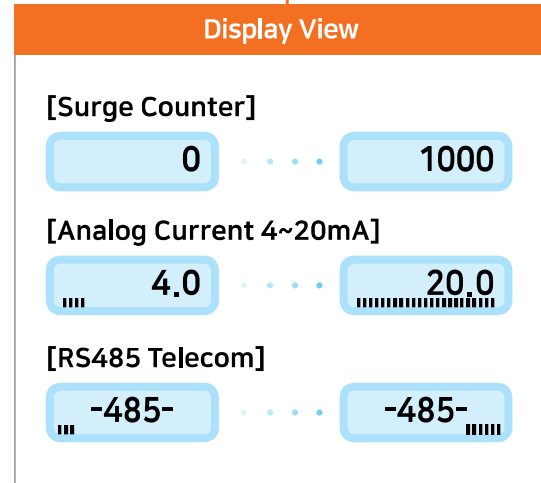 Display View
[Surge Counter]
0 1000
[Analog Current 4~20mA]
4.0 20.0
[RS485 Telecom]
-485- -485-